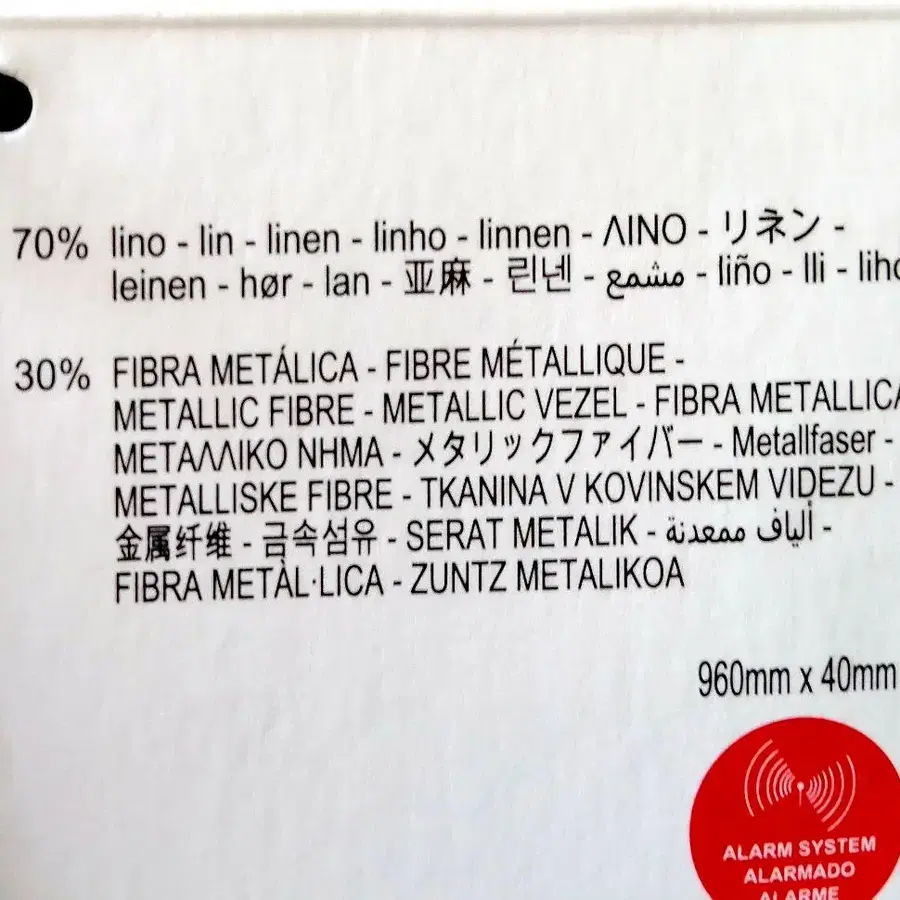 70% lino - lin - linen - linho - linnen - ΛΙΝΟ - リネン -
leinen - hør - lan - 亚麻 - 린넨 - مشمع - liño - lli - liho
30% FIBRA METÁLICA - FIBRE MÉTALLIQUE -
METALLIC FIBRE - METALLIC VEZEL - FIBRA METALLICA
ΜΕΤΑΛΛΙΚΟ ΝΗΜΑ - メタリックファイバー - Metallfaser -
METALLISKE FIBRE - TKANINA V KOVINSKEM VIDEZU -
金属纤维 - 금속섬유 - SERAT METALIK - ألياف ممعدنة -
FIBRA METÀL·LICA - ZUNTZ METALIKOA
960mm x 40mm
ALARM SYSTEM
ALARMADO
ALARME